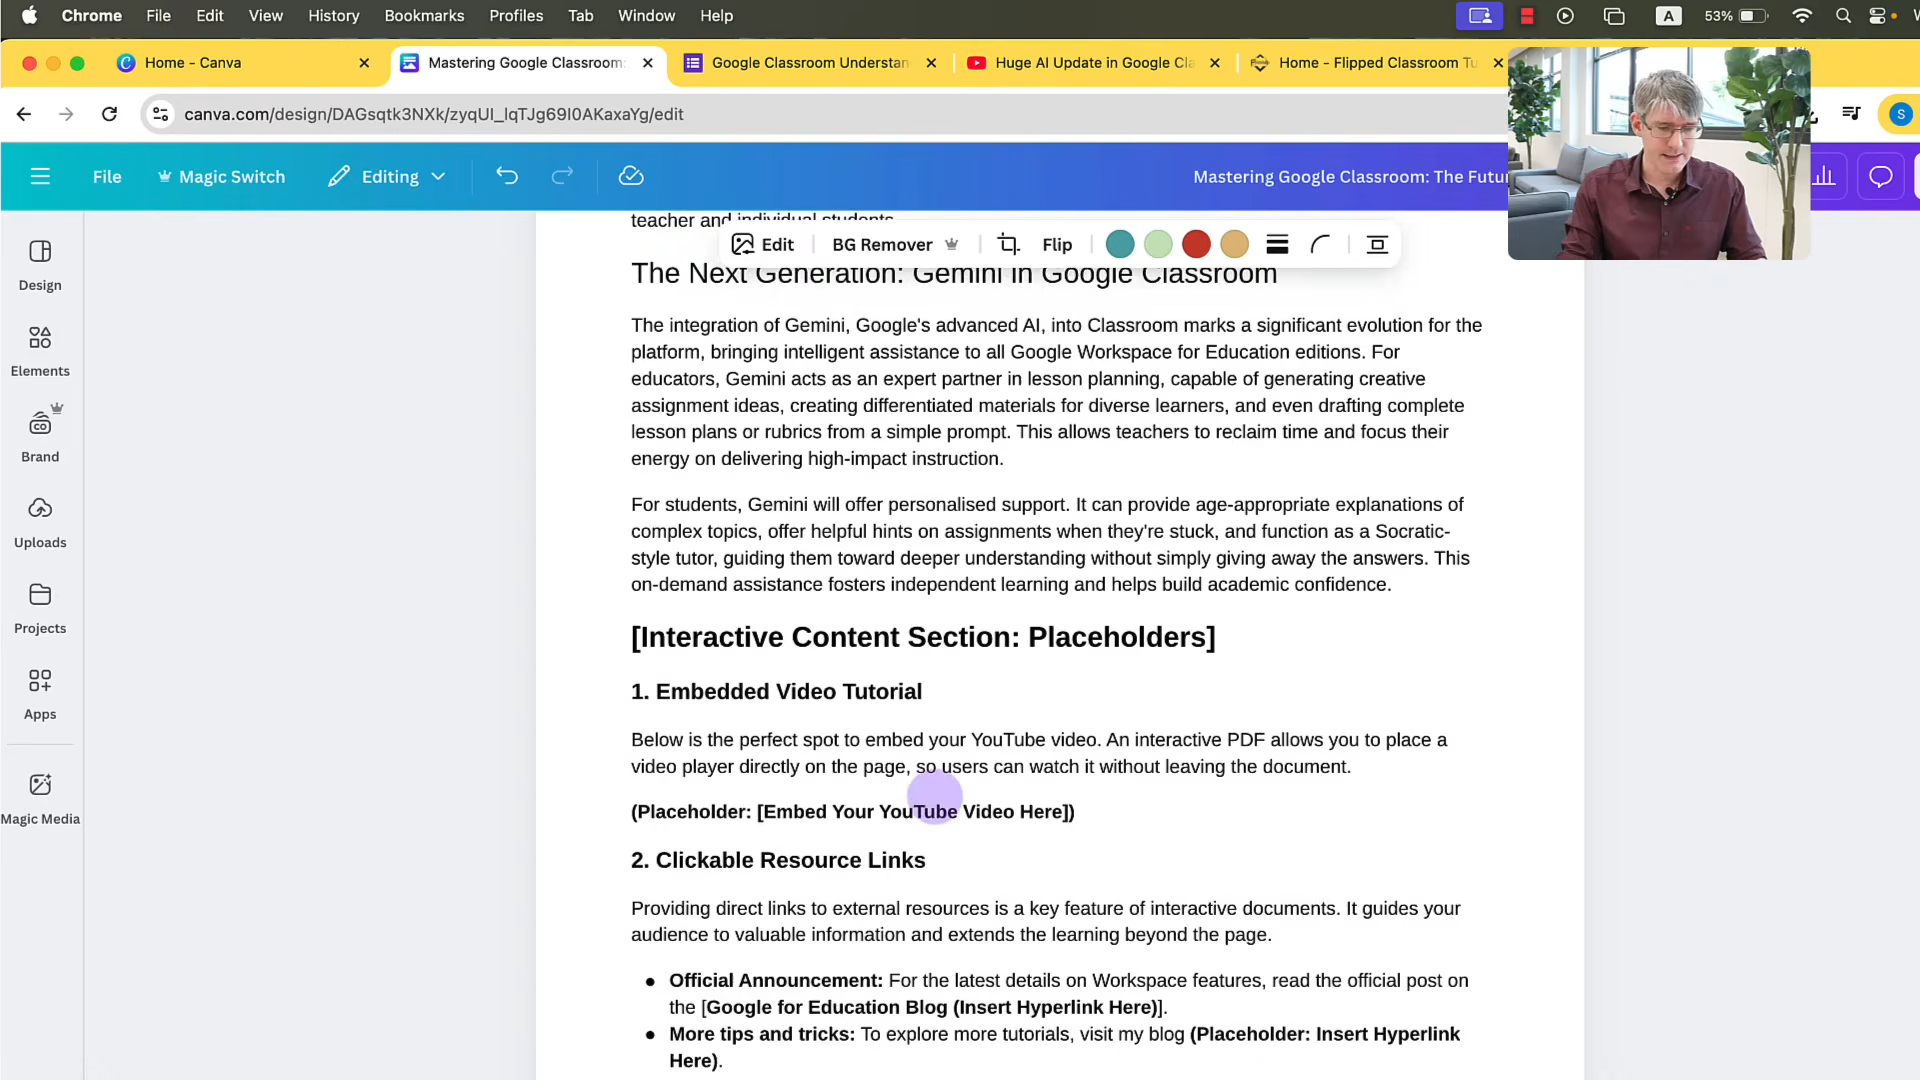 Chrome File Edit View History Bookmarks Profiles Tab Window Help A 53%
Home - Canva
Mastering Google Classroom:
Google Classroom Understan
Huge AI Update in Google Cla
Home - Flipped Classroom Tu
canva.com/design/DAGsqtk3NXk/zyqUI_lqTJg69I0AKaxaYg/edit
S
File Magic Switch Editing
Mastering Google Classroom: The Futur
Design
Elements
Brand
Uploads
Projects
Apps
Magic Media
teacher and individual students.
Edit BG Remover Flip
The Next Generation: Gemini in Google Classroom
The integration of Gemini, Google's advanced AI, into Classroom marks a significant evolution for the
platform, bringing intelligent assistance to all Google Workspace for Education editions. For
educators, Gemini acts as an expert partner in lesson planning, capable of generating creative
assignment ideas, creating differentiated materials for diverse learners, and even drafting complete
lesson plans or rubrics from a simple prompt. This allows teachers to reclaim time and focus their
energy on delivering high-impact instruction.
For students, Gemini will offer personalised support. It can provide age-appropriate explanations of
complex topics, offer helpful hints on assignments when they're stuck, and function as a Socratic-
style tutor, guiding them toward deeper understanding without simply giving away the answers. This
on-demand assistance fosters independent learning and helps build academic confidence.
[Interactive Content Section: Placeholders]
1. Embedded Video Tutorial
Below is the perfect spot to embed your YouTube video. An interactive PDF allows you to place a
video player directly on the page, so users can watch it without leaving the document.
(Placeholder: [Embed Your YouTube Video Here])
2. Clickable Resource Links
Providing direct links to external resources is a key feature of interactive documents. It guides your
audience to valuable information and extends the learning beyond the page.
● Official Announcement: For the latest details on Workspace features, read the official post on
the [Google for Education Blog (Insert Hyperlink Here)].
● More tips and tricks: To explore more tutorials, visit my blog (Placeholder: Insert Hyperlink
Here).